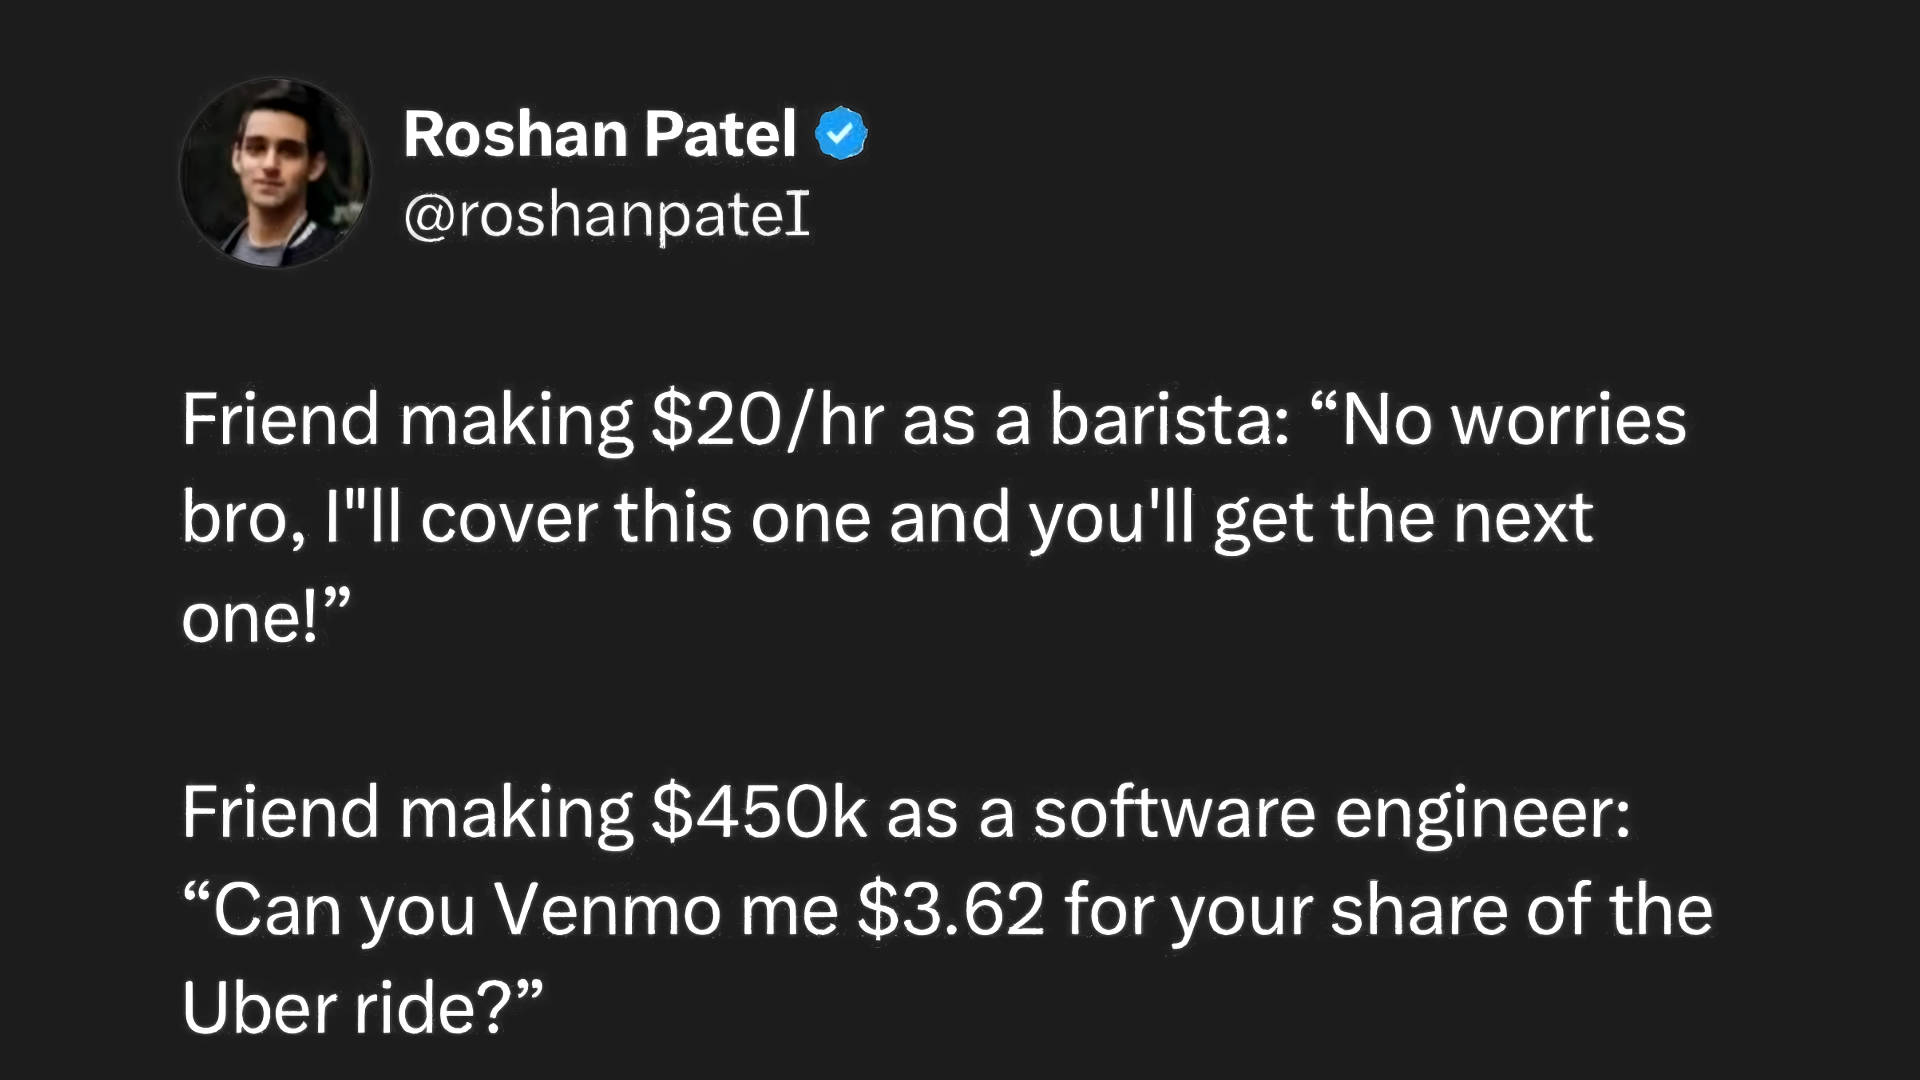 Roshan Patel
@roshanpateI
Friend making $20/hr as a barista: “No worries
bro, I"ll cover this one and you'll get the next
one!”
Friend making $450k as a software engineer:
“Can you Venmo me $3.62 for your share of the
Uber ride?”